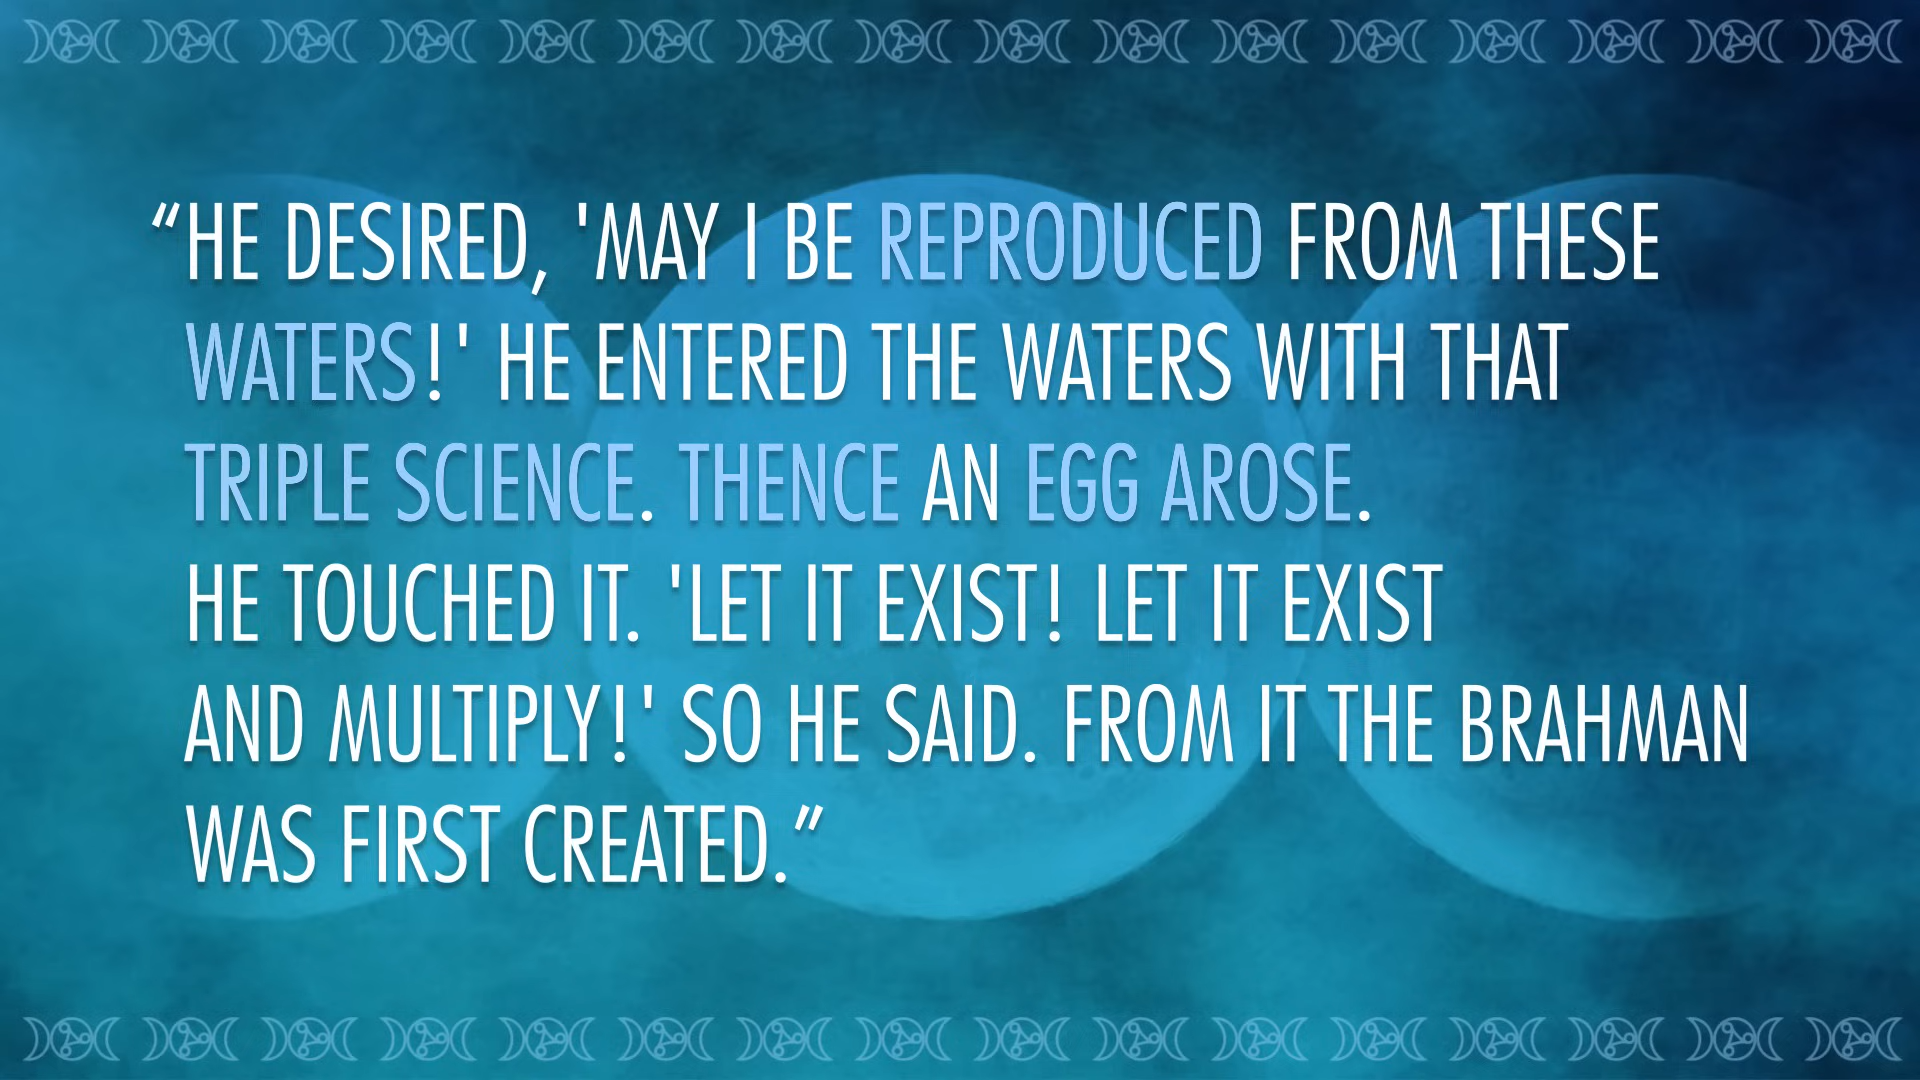 “HE DESIRED, 'MAY I BE REPRODUCED FROM THESE
WATERS!' HE ENTERED THE WATERS WITH THAT
TRIPLE SCIENCE. THENCE AN EGG AROSE.
HE TOUCHED IT. 'LET IT EXIST! LET IT EXIST
AND MULTIPLY!' SO HE SAID. FROM IT THE BRAHMAN
WAS FIRST CREATED.”